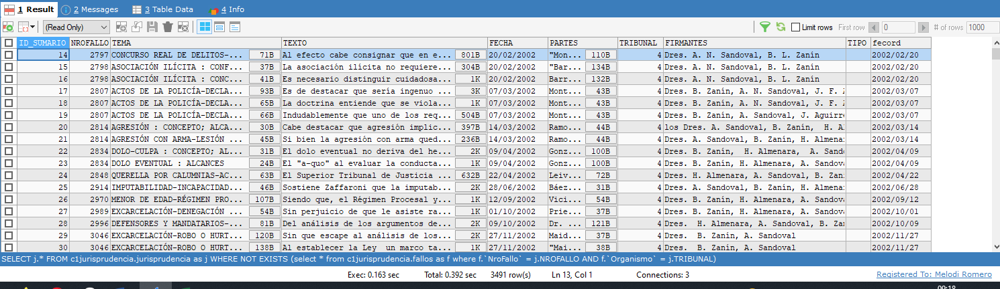 1 Result 2 Messages 3 Table Data 4 Info
(Read Only) Limit rows First row 0 # of rows 1000
ID_SUMARIO NROFALLO TEMA TEXTO FECHA PARTES TRIBUNAL FIRMANTES TIPO fecord
14 2797 CONCURSO REAL DE DELITOS-... 71B Al efecto cabe consignar que en e... 801B 20/02/2002 "Mon... 110B 4 Dres. A. N. Sandoval, B. L. Zanín 2002/02/20
15 2798 ASOCIACIÓN ILÍCITA : CONF... 37B La asociación ilícita no requiere... 304B 20/02/2002 "Bar... 134B 4 Dres. A. N. Sandoval, B. L. Zanín 2002/02/20
16 2798 ASOCIACIÓN ILÍCITA : CONC... 41B Es necesario distinguir cuidadosa... 1K 20/02/2002 Barr... 132B 4 Dres. A. N. Sandoval, B. L. Zanín 2002/02/20
17 2807 ACTOS DE LA POLICÍA-DECLA... 93B Es de destacar que sería ingenuo ... 3K 07/03/2002 Mont... 43B 4 Dres. B. Zanín, A. N. Sandoval, J. F. 2002/03/07
18 2807 ACTOS DE LA POLICÍA-DECLA... 65B La doctrina entiende que se viola... 1K 07/03/2002 Mont... 43B 4 Dres. B. Zanín, A. N. Sandoval, J. F. 2002/03/07
19 2807 ACTOS DE LA POLICÍA-DECLA... 66B Indudablemente que uno de los req... 504B 07/03/2002 Mont... 43B 4 Dres. B. Zanín, A. Sandoval, J. Aguirre 2002/03/07
20 2814 AGRESIÓN : CONCEPTO; ALCA... 30B Cabe destacar que agresión implic... 397B 14/03/2002 Ramo... 44B 4 los Dres. A. Sandoval, B. Zanín, H. Al 2002/03/14
21 2814 AGRESIÓN CON ARMA-LESIÓN ... 45B Si bien la agresión con arma qued... 236B 14/03/2002 Ramo... 44B 4 Dres. A. Sandoval, B. Zanín, H. Almena 2002/03/14
22 2834 DOLO-CULPA : CONCEPTO; AL... 31B El dolo eventual no deriva del he... 2K 09/04/2002 Gonz... 100B 4 Dres. B. Zanín, H. Almenara, A. Sand 2002/04/09
23 2834 DOLO EVENTUAL : ALCANCES 24B El "a-quo" al evaluar la conducta... 1K 09/04/2002 Gonz... 100B 4 Dres. B. Zanín, H. Almenara, A. Sandov 2002/04/09
24 2848 QUERELLA POR CALUMNIAS-AC... 63B El Superior Tribunal de Justicia ... 632B 22/04/2002 Leiv... 72B 4 Dres. B. Zanín, H. Almenara, A. Sandov 2002/04/22
25 2914 IMPUTABILIDAD-INCAPACIDAD... 46B Sostiene Zaffaroni que la imputab... 2K 28/06/2002 Báez... 31B 4 Dres. B. Zanín, H. Almenara, A. Sandov 2002/06/28
26 2970 MENOR DE EDAD-RÉGIMEN PRO... 107B Siendo que, el Régimen Procesal y... 1K 12/09/2002 Vici... 54B 4 Dres. B. Zanín, H. Almenara, A. Sandov 2002/09/12
27 2989 EXCARCELACIÓN-DENEGACIÓN ... 54B Sin perjuicio de que le asiste ra... 1K 01/10/2002 Prie... 37B 4 Dres. B. Zanín, H. Almenara, A. Sandov 2002/10/01
28 2996 DEFENSORES Y MANDATARIOS-... 81B Del análisis de los argumentos de... 2K 09/10/2002 Dr. ... 121B 4 Dres. H. Almenara, A. Sandoval, B. Zan 2002/10/09
29 3046 EXCARCELACIÓN-ROBO O HURT... 120B Sin que escape al análisis de los... 2K 27/11/2002 Maid... 37B 4 Dres. B. Zanín, A. Sandoval 2002/11/27
30 3046 EXCARCELACIÓN-ROBO O HURT... 138B Al establecer la Ley un marco ta... 1K 27/11/2002 "Mai... 38B 4 Dres. B. Zanín, A. Sandoval 2002/11/27
SELECT j.* FROM c1jurisprudencia.jurisprudencia as j WHERE NOT EXISTS (select * from c1jurisprudencia.fallos as f where f.`NroFallo` = j.NROFALLO AND f.`Organismo` = j.TRIBUNAL)
Exec: 0.163 sec Total: 0.392 sec 3491 row(s) Ln 13, Col 1 Connections: 3 Registered To: Melodi Romero